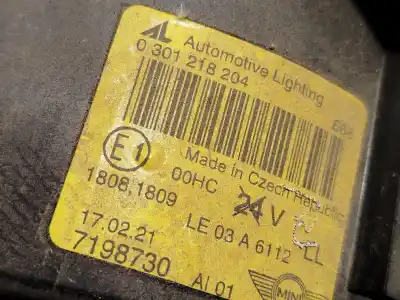 AL Automotive Lighting
0 301 218 204
Made in Czech Republic
E1
00HC
24 V
1808.1809
LE 03 A 6112
LL
17.02.21
7198730
AI 01
MINI